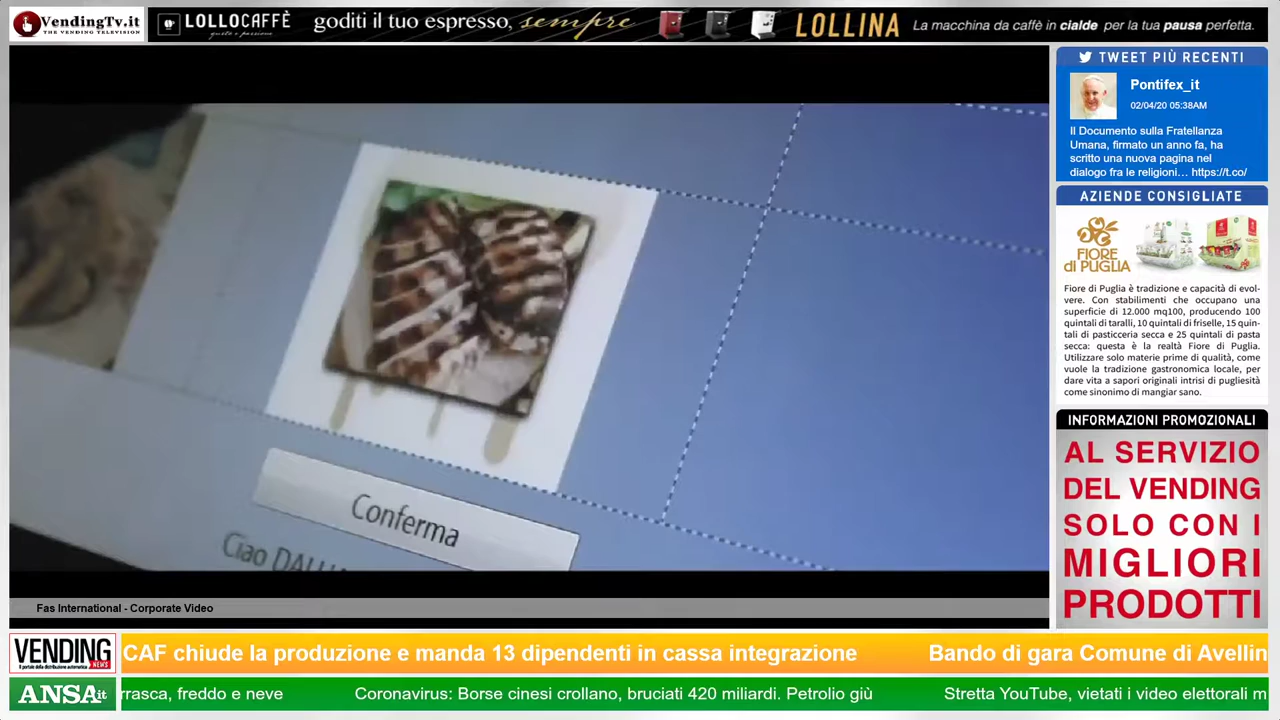 VendingTv.it
THE VENDING TELEVISION
LOLLOCAFFÈ
gusto e passione
goditi il tuo espresso, sempre
LOLLINA
La macchina da caffè in cialde per la tua pausa perfetta.
TWEET PIÙ RECENTI
Pontifex_it
02/04/20 05:38AM
Il Documento sulla Fratellanza
Umana, firmato un anno fa, ha
scritto una nuova pagina nel
dialogo fra le religioni… https://t.co/
AZIENDE CONSIGLIATE
FIORE
di PUGLIA
Fiore di Puglia è tradizione e capacità di evol-
vere. Con stabilimenti che occupano una
superficie di 12.000 mq100, producendo 100
quintali di taralli, 10 quintali di friselle, 15 quin-
tali di pasticceria secca e 25 quintali di pasta
secca: questa è la realtà Fiore di Puglia.
Utilizzare solo materie prime di qualità, come
vuole la tradizione gastronomica locale, per
dare vita a sapori originali intrisi di pugliesità
come sinonimo di mangiar sano.
INFORMAZIONI PROMOZIONALI
AL SERVIZIO
DEL VENDING
SOLO CON I
MIGLIORI
PRODOTTI
Conferma
Ciao
Fas International - Corporate Video
VENDING
NEWS
Il portale della distribuzione automatica
CAF chiude la produzione e manda 13 dipendenti in cassa integrazione
Bando di gara Comune di Avellin
ANSA.it
rrasca, freddo e neve
Coronavirus: Borse cinesi crollano, bruciati 420 miliardi. Petrolio giù
Stretta YouTube, vietati i video elettorali m